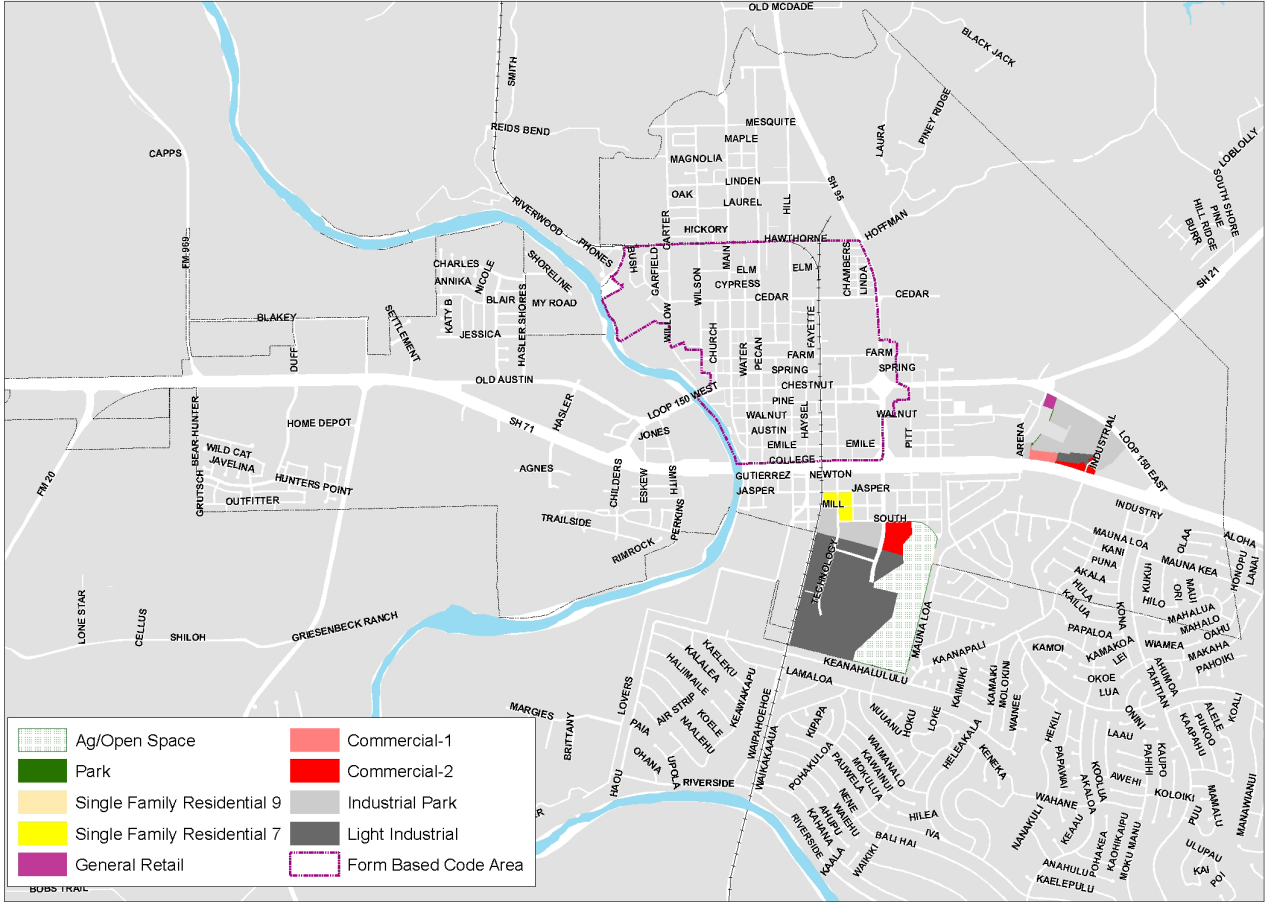 OLD MCDADE
BLACK JACK
SMITH
REIDS BEND
MESQUITE
MAPLE
LAURA
PINEY RIDGE
LOBLOLLY
CAPPS
MAGNOLIA
LINDEN
OAK
LAUREL
HILL
SH 95
SOUTH SHORE
PINE
HILL RIDGE
BURR
RIVERWOOD
CARTER
HICKORY
HAWTHORNE
HOFFMAN
FM 969
PHONES
BUSH
GARFIELD
MAIN
CHAMBERS
LINDA
CHARLES
ANNIKA
NICOLE
SHORELINE
WILSON
ELM
ELM
CYPRESS
CEDAR
CEDAR
SH 21
KATY B
BLAIR
MY ROAD
HASLER SHORES
JESSICA
BLAKEY
DUFF
SETTLEMENT
WILLOW
CHURCH
WATER
PECAN
FAYETTE
FARM
FARM
SPRING
SPRING
CHESTNUT
OLD AUSTIN
LOOP 150 WEST
HASLER
PINE
WALNUT
WALNUT
HAYSEL
AUSTIN
EMILE
EMILE
PITT
COLLEGE
SH 71
JONES
HOME DEPOT
BEAR HUNTER
GRUTSCH
WILD CAT
JAVELINA
HUNTERS POINT
OUTFITTER
FM 20
AGNES
CHILDERS
ESKEW
SMITH
PERKINS
TRAILSIDE
RIMROCK
GUTIERREZ
NEWTON
JASPER
JASPER
MILL
SOUTH
TECHNOLOGY
ARENA
INDUSTRIAL
LOOP 150 EAST
INDUSTRY
ALOHA
MAUNA LOA
KANI
PUNA
AKALA
HULA
KAILUA
OLAA
MAUNA KEA
KUKUI
HILO
ORI
MAUI
HONOPU
LANAI
MAHALUA
MAHALO
OAHU
MAKAHA
PAHOIKI
KONA
PAPALOA
KAMAKOA
LEI
WIAMEA
KAMOI
OKOE
LUA
AHUMOA
TAHITIAN
MAUNA LOA
KAANAPALI
KEANAHALULULU
LAMALOA
KAIMUKI
KAMAIKI
MOLOKINI
WAINEE
LONE STAR
CELLUS
SHILOH
GRIESENBECK RANCH
KAELEKU
KALALEA
HALIMAILE
AIR STRIP
KOELE
NAALEHU
KEAWAKAPU
LOVERS
PAIA
OHANA
UPOLA
HAOU
MARGIES
BRITTANY
RIVERSIDE
WAIPAHOEHOE
WAIKAKAAUA
KIPAPA
NUUANU
HOKU
LOKE
HELEAKALA
KENEKA
POHAKULOA
WAIMANALO
KAWAINUI
MOKULUA
PAUWELA
NENE
WAIEHU
AHUPU
KAHANA
KAALA
RIVERSIDE
WAIKIKI
BALI HAI
HILEA
IVA
HEKILI
PAPAWAI
WAHANE
NANAKULI
KEAAU
KOOLUA
AKALOA
ONINI
LAAU
AWEHI
PAHIHI
KAUPO
KOLOIKI
KAAPAHU
PUKOO
ALELE
KOALI
PUU
MAMALU
MANAWIANUI
ANAHULU
KAELEPULU
POHAKEA
KAOHIKAIPU
MOKU MANU
ULUPAU
KAI
POI
BOBS TRAIL
Ag/Open Space
Park
Single Family Residential 9
Single Family Residential 7
General Retail
Commercial-1
Commercial-2
Industrial Park
Light Industrial
Form Based Code Area